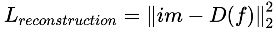 L_{reconstruction} = \|im - D(f)\|_2^2